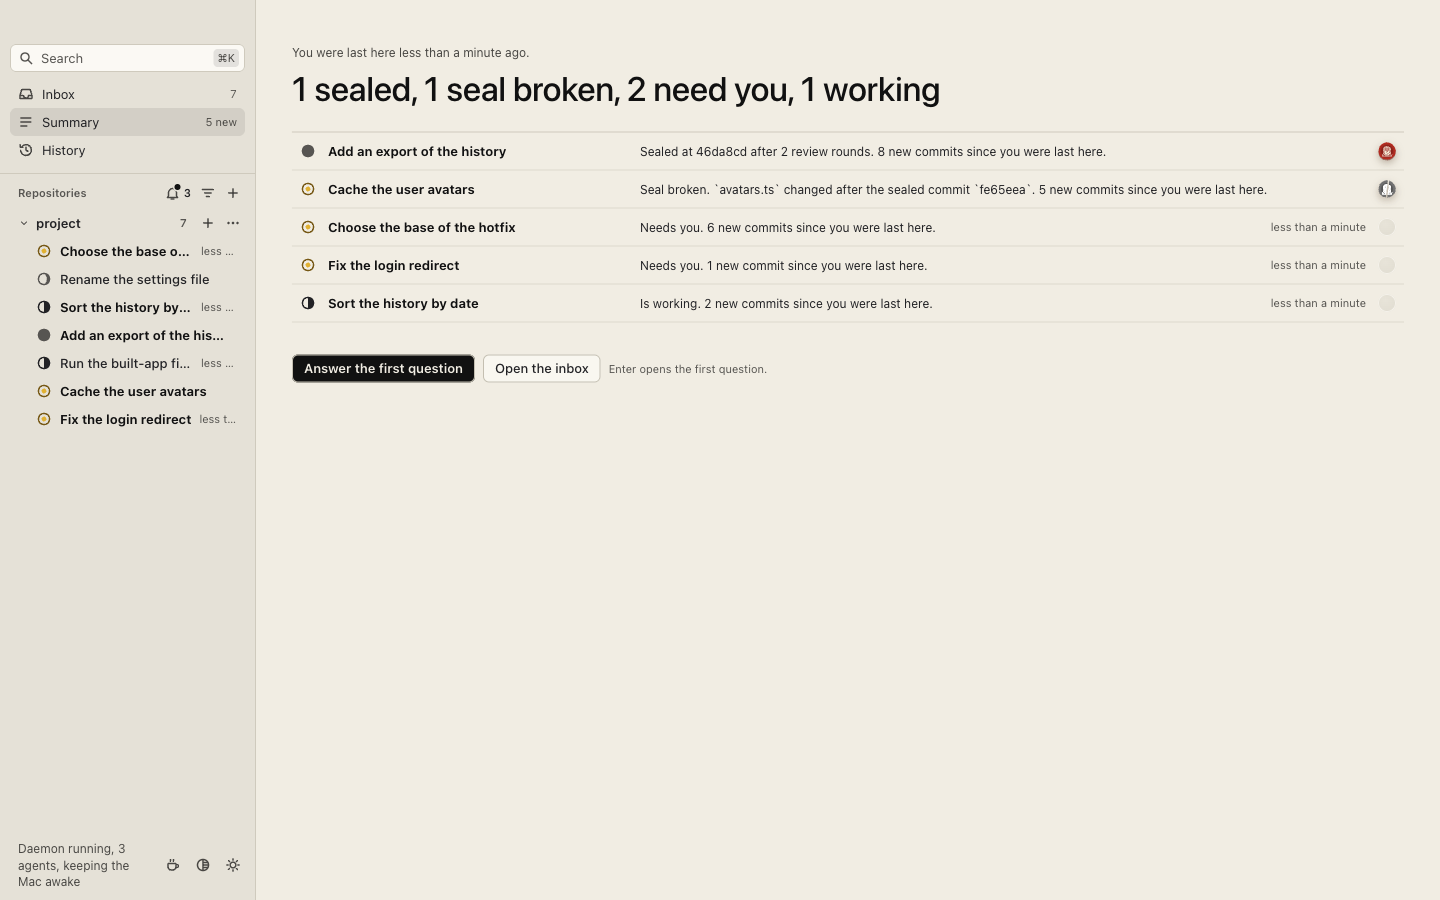 Search ⌘K
Inbox 7
Summary 5 new
History
Repositories 3
project 7
Choose the base o... less ...
Rename the settings file
Sort the history by... less ...
Add an export of the his...
Run the built-app fi... less ...
Cache the user avatars
Fix the login redirect less t...
Daemon running, 3
agents, keeping the
Mac awake
You were last here less than a minute ago.
1 sealed, 1 seal broken, 2 need you, 1 working
Add an export of the history Sealed at 46da8cd after 2 review rounds. 8 new commits since you were last here.
Cache the user avatars Seal broken. `avatars.ts` changed after the sealed commit `fe65eea`. 5 new commits since you were last here.
Choose the base of the hotfix Needs you. 6 new commits since you were last here. less than a minute
Fix the login redirect Needs you. 1 new commit since you were last here. less than a minute
Sort the history by date Is working. 2 new commits since you were last here. less than a minute
Answer the first question Open the inbox Enter opens the first question.